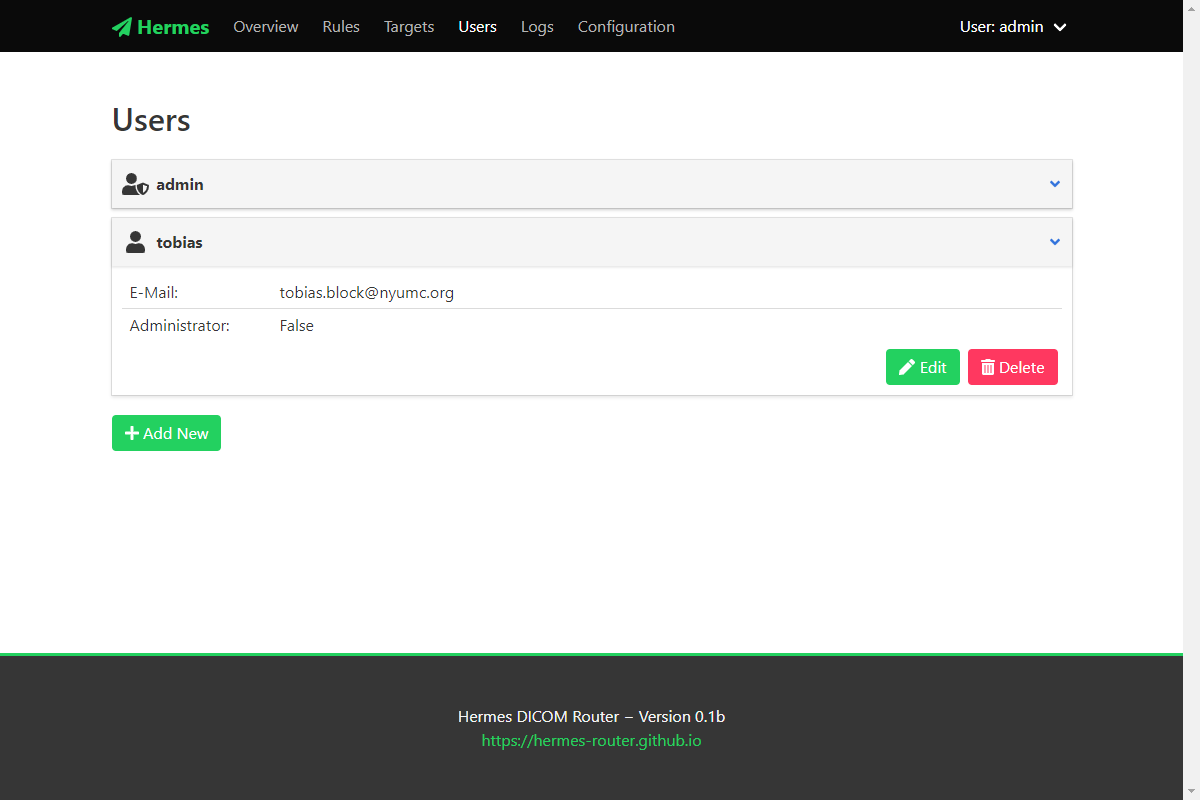 Hermes Overview Rules Targets Users Logs Configuration User: admin
Users
admin
tobias
E-Mail: tobias.block@nyumc.org
Administrator: False
Edit Delete
Add New
Hermes DICOM Router – Version 0.1b
https://hermes-router.github.io